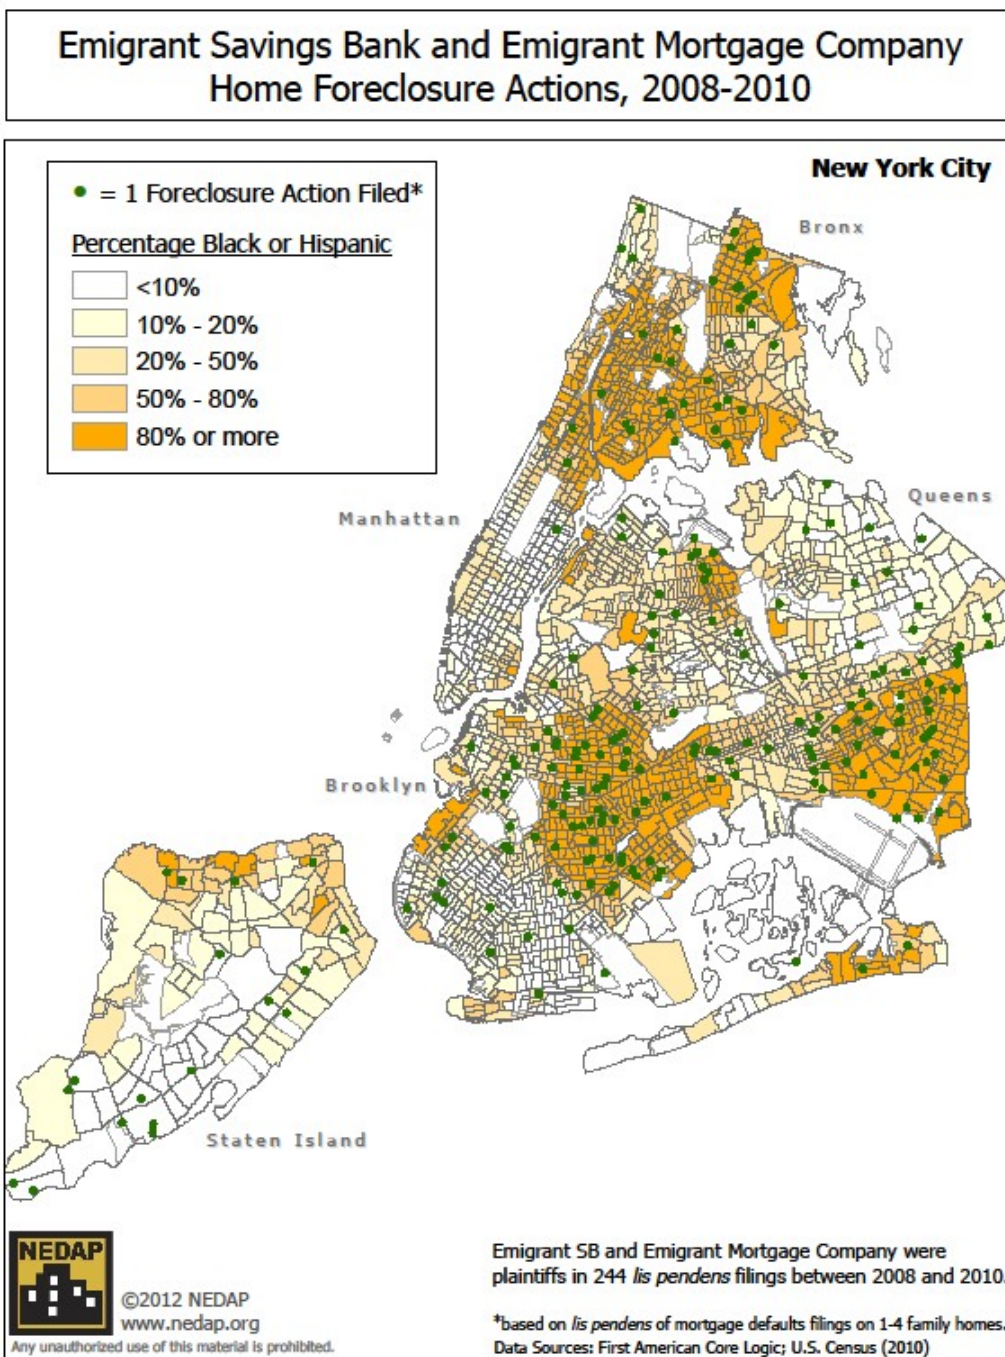 Emigrant Savings Bank and Emigrant Mortgage Company
Home Foreclosure Actions, 2008-2010
New York City
= 1 Foreclosure Action Filed*
Percentage Black or Hispanic
<10%
10% - 20%
20% - 50%
50% - 80%
80% or more
Bronx
Manhattan
Queens
Brooklyn
Staten Island
NEDAP
©2012 NEDAP
www.nedap.org
Any unauthorized use of this material is prohibited.
Emigrant SB and Emigrant Mortgage Company were
plaintiffs in 244 lis pendens filings between 2008 and 2010.
*based on lis pendens of mortgage defaults filings on 1-4 family homes.
Data Sources: First American Core Logic; U.S. Census (2010)